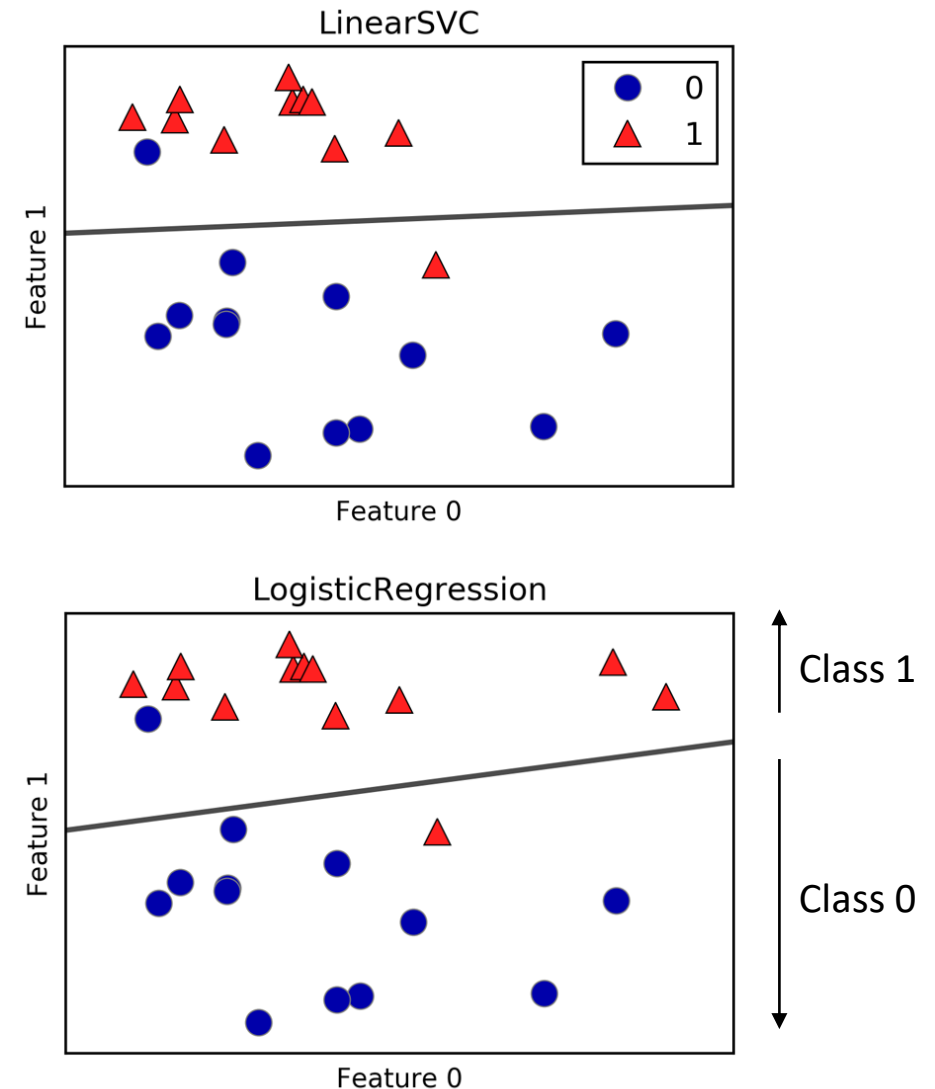 LinearSVC
0
1
Feature 1
Feature 0
LogisticRegression
Class 1
Feature 1
Class 0
Feature 0